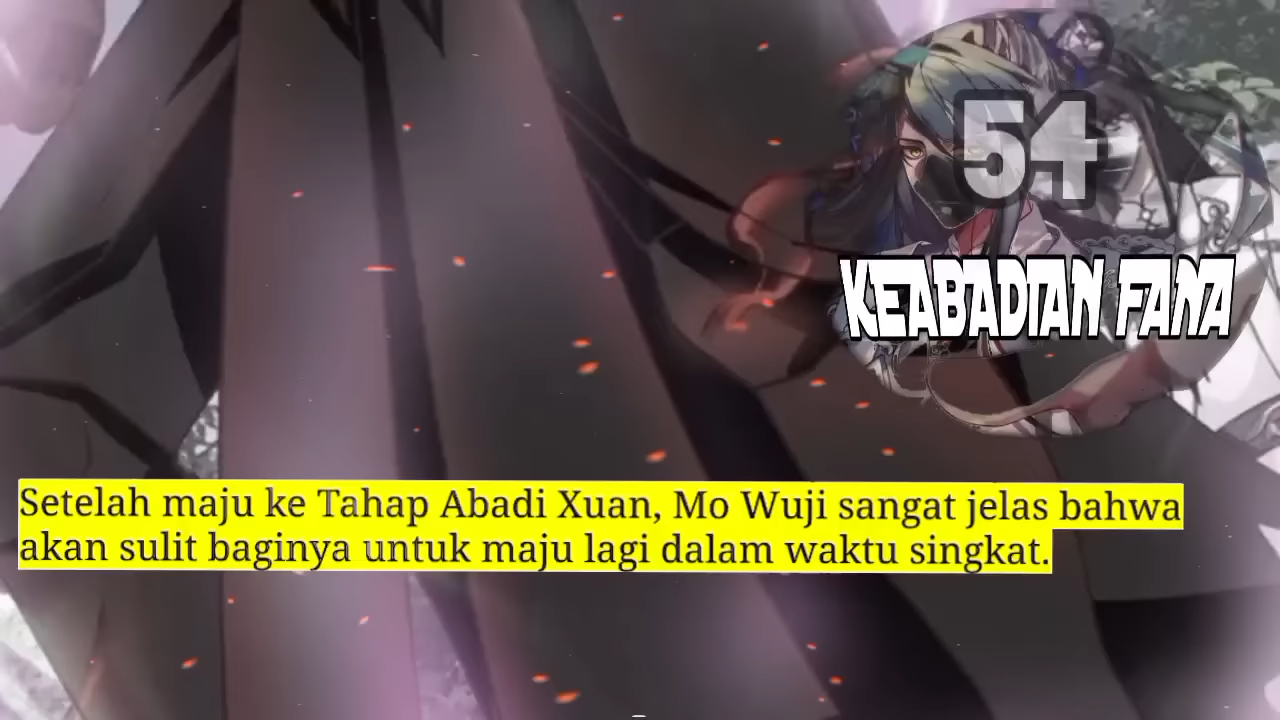 54
KEABADIAN FANA
Setelah maju ke Tahap Abadi Xuan, Mo Wuji sangat jelas bahwa
akan sulit baginya untuk maju lagi dalam waktu singkat.